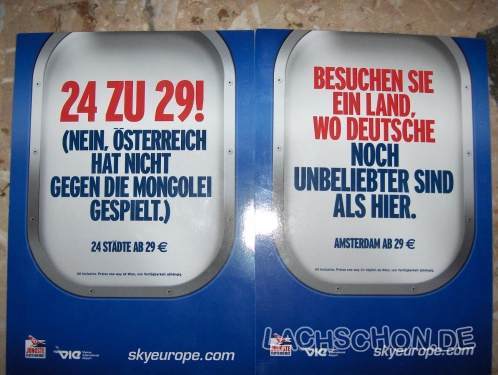 24 ZU 29!
(NEIN, ÖSTERREICH
HAT NICHT
GEGEN DIE MONGOLEI
GESPIELT.)
24 STÄDTE AB 29 €
skyeurope.com
BESUCHEN SIE
EIN LAND,
WO DEUTSCHE
NOCH
UNBELIEBTER SIND
ALS HIER.
AMSTERDAM AB 29 €
skyeurope.com
LACHSCHON.DE